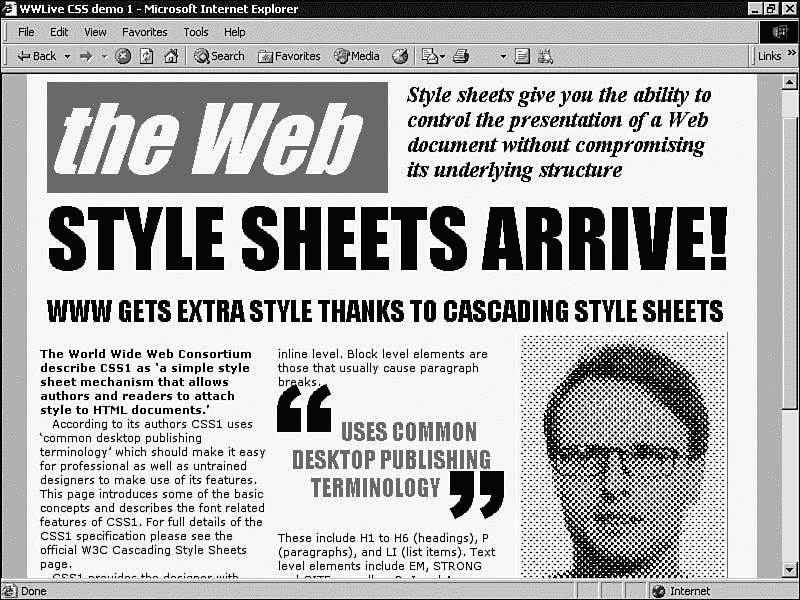 WWLive CSS demo 1 - Microsoft Internet Explorer
File Edit View Favorites Tools Help
Back Search Favorites Media Links »
the Web
Style sheets give you the ability to
control the presentation of a Web
document without compromising
its underlying structure
STYLE SHEETS ARRIVE!
WWW GETS EXTRA STYLE THANKS TO CASCADING STYLE SHEETS
The World Wide Web Consortium
describe CSS1 as ‘a simple style
sheet mechanism that allows
authors and readers to attach
style to HTML documents.’
According to its authors CSS1 uses
‘common desktop publishing
terminology’ which should make it easy
for professional as well as untrained
designers to make use of its features.
This page introduces some of the basic
concepts and describes the font related
features of CSS1. For full details of the
CSS1 specification please see the
official W3C Cascading Style Sheets
page.
CSS1 provides the designer with
inline level. Block level elements are
those that usually cause paragraph
breaks.
“ USES COMMON
DESKTOP PUBLISHING
TERMINOLOGY ”
These include H1 to H6 (headings), P
(paragraphs), and LI (list items). Text
level elements include EM, STRONG
Done Internet